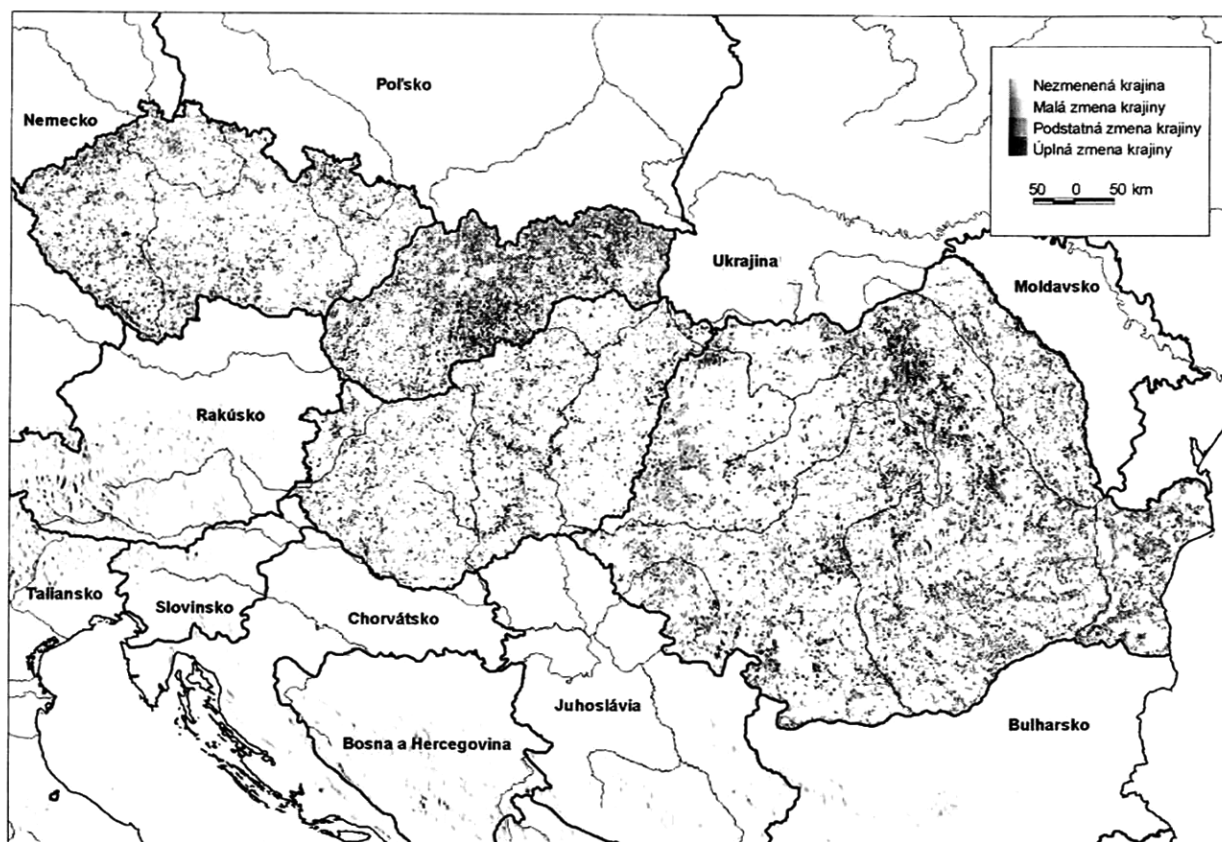 Poľsko
Nemecko
Nezmenená krajina
Malá zmena krajiny
Podstatná zmena krajiny
Úplná zmena krajiny
50 0 50 km
Ukrajina
Moldavsko
Rakúsko
Taliansko
Slovinsko
Chorvátsko
Juhoslávia
Bosna a Hercegovina
Bulharsko